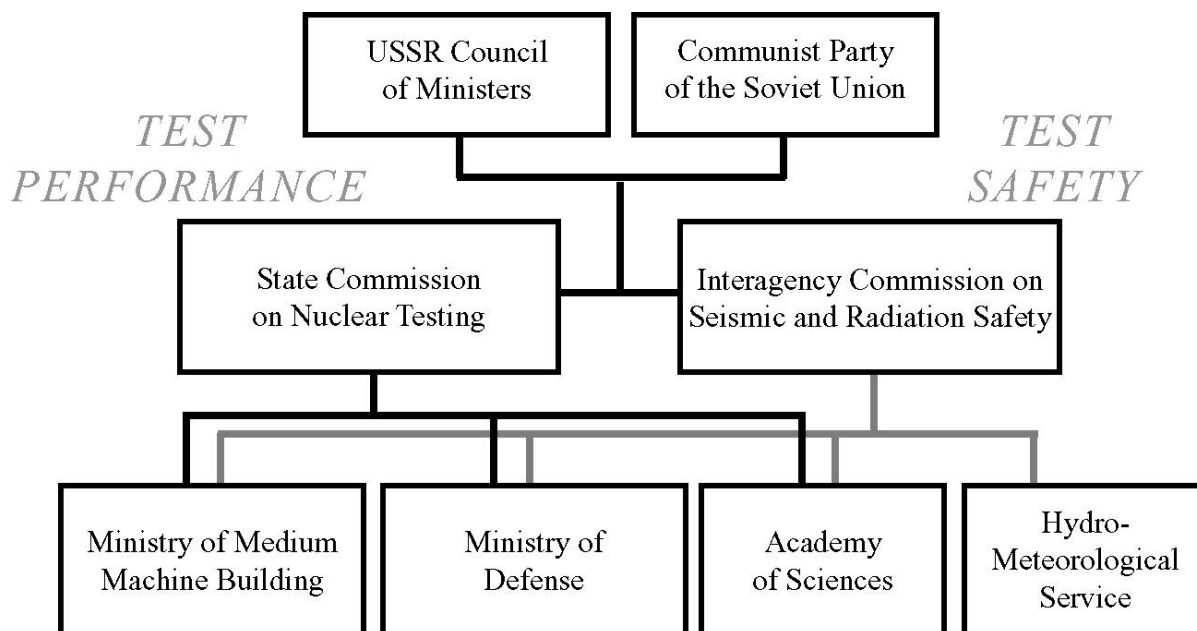 USSR Council
of Ministers
Communist Party
of the Soviet Union
TEST
PERFORMANCE
TEST
SAFETY
State Commission
on Nuclear Testing
Interagency Commission on
Seismic and Radiation Safety
Ministry of Medium
Machine Building
Ministry of
Defense
Academy
of Sciences
Hydro-
Meteorological
Service